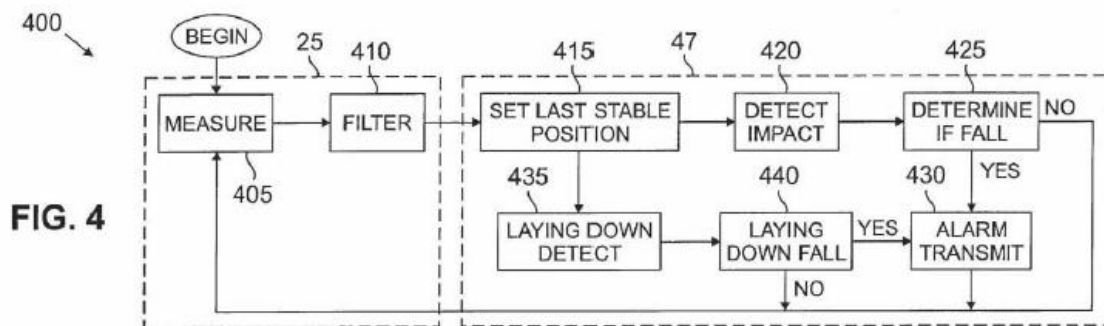 400
BEGIN
25
410
415
47
420
425
MEASURE
FILTER
SET LAST STABLE
POSITION
DETECT
IMPACT
DETERMINE
IF FALL
NO
405
435
440
YES
430
FIG. 4
LAYING DOWN
DETECT
LAYING
DOWN FALL
YES
ALARM
TRANSMIT
NO